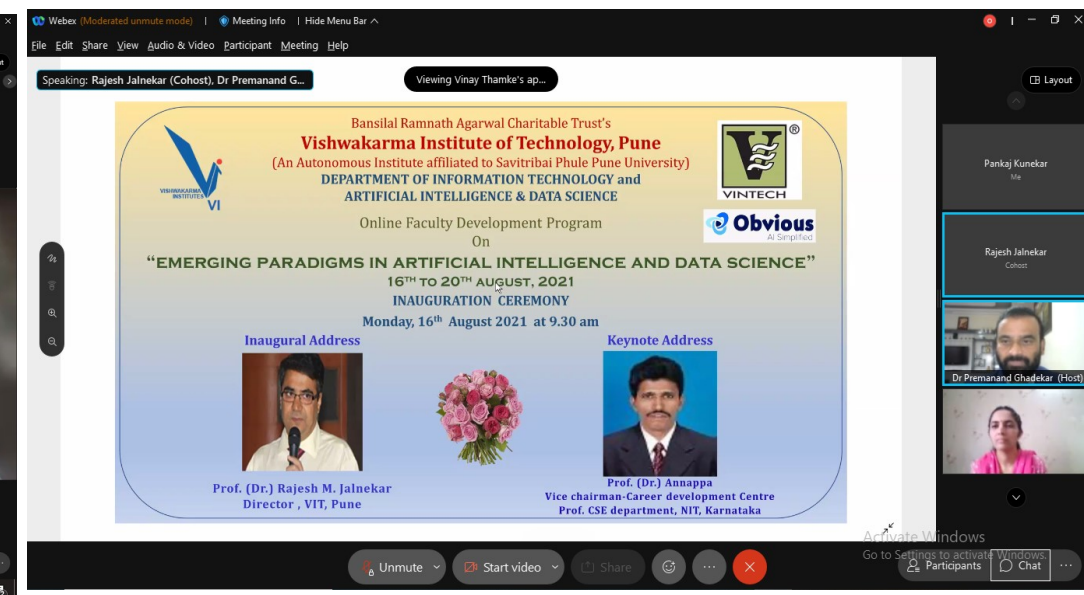 Webex (Moderated unmute mode) | Meeting Info | Hide Menu Bar
File Edit Share View Audio & Video Participant Meeting Help
Speaking: Rajesh Jalnekar (Cohost), Dr Premanand G...
Viewing Vinay Thamke's ap...
Layout
Bansilal Ramnath Agarwal Charitable Trust's
Vishwakarma Institute of Technology, Pune
(An Autonomous Institute affiliated to Savitribai Phule Pune University)
DEPARTMENT OF INFORMATION TECHNOLOGY and
ARTIFICIAL INTELLIGENCE & DATA SCIENCE
VISHWAKARMA
INSTITUTES
VI
V
®
VINTECH
Obvious
AI Simplified
Online Faculty Development Program
On
“EMERGING PARADIGMS IN ARTIFICIAL INTELLIGENCE AND DATA SCIENCE”
16TH TO 20TH AUGUST, 2021
INAUGURATION CEREMONY
Monday, 16th August 2021 at 9.30 am
Inaugural Address
Keynote Address
Prof. (Dr.) Rajesh M. Jalnekar
Director , VIT, Pune
Prof. (Dr.) Annappa
Vice chairman-Career development Centre
Prof. CSE department, NIT, Karnataka
Pankaj Kunekar
Me
Rajesh Jalnekar
Cohost
Dr Premanand Ghadekar (Host)
Activate Windows
Go to Settings to activate Windows.
Unmute
Start video
Share
Participants
Chat